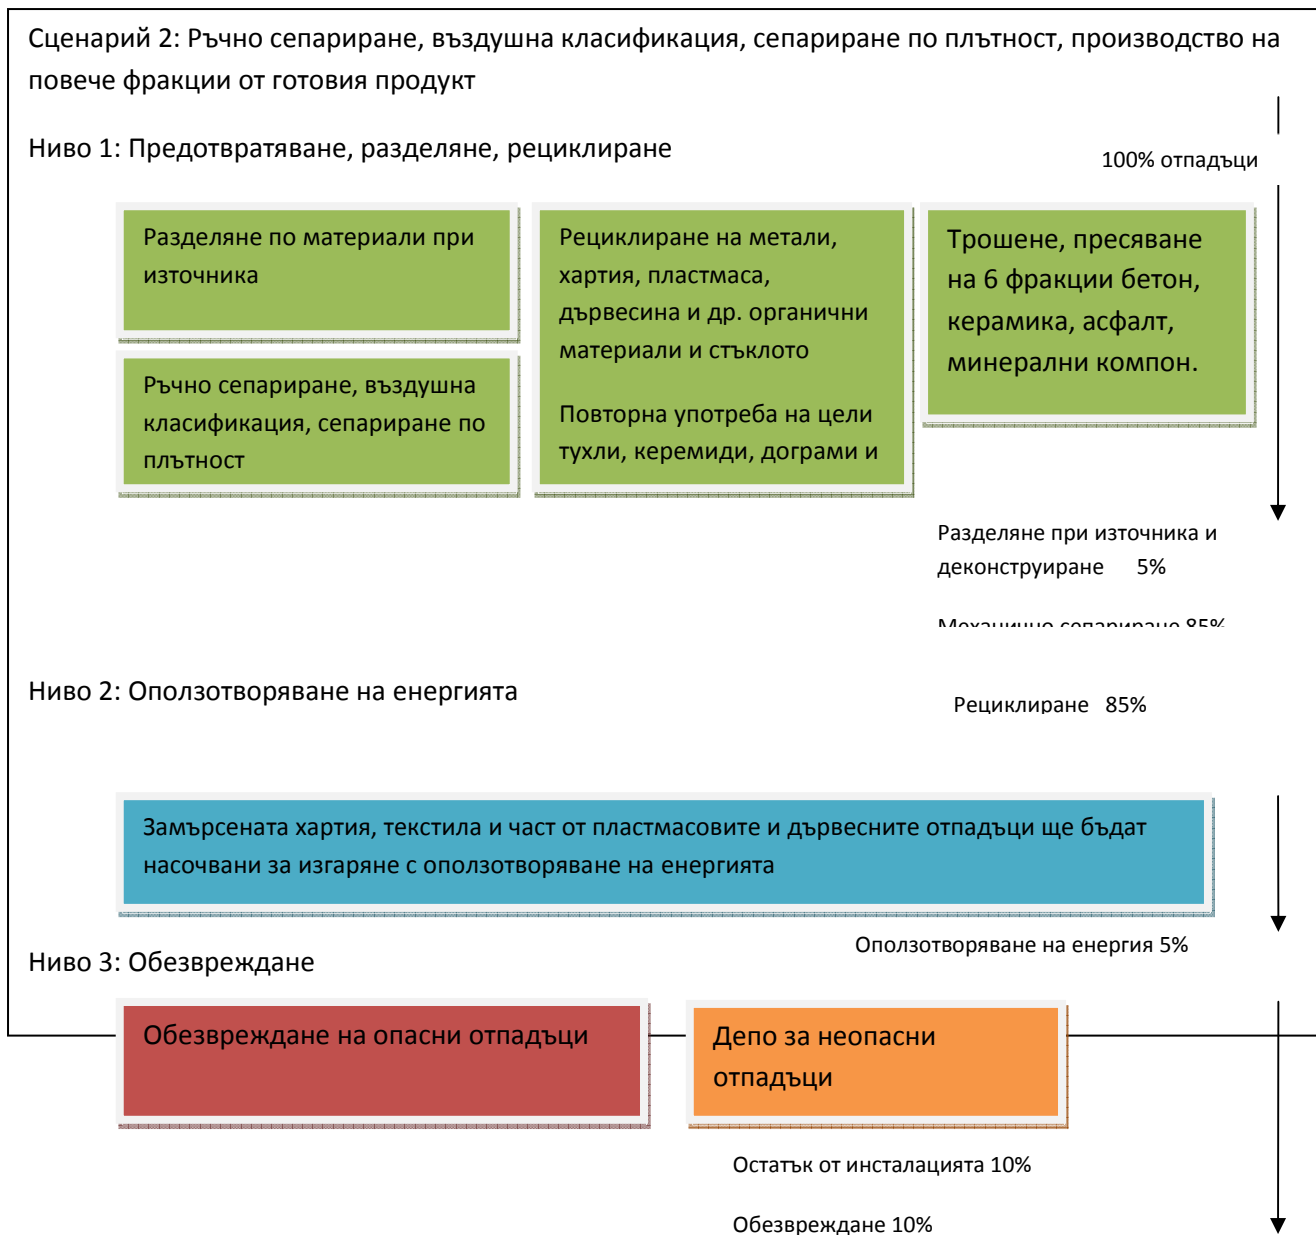 Сценарий 2: Ръчно сепариране, въздушна класификация, сепариране по плътност, производство на
повече фракции от готовия продукт
Ниво 1: Предотвратяване, разделяне, рециклиране
100% отпадъци
Разделяне по материали при
източника
Ръчно сепариране, въздушна
класификация, сепариране по
плътност
Рециклиране на метали,
хартия, пластмаса,
дървесина и др. органични
материали и стъклото
Повторна употреба на цели
тухли, керемиди, дограми и
Трошене, пресяване
на 6 фракции бетон,
керамика, асфалт,
минерални компон.
Разделяне при източника и
деконструиране 5%
Механично сепариране 85%
Ниво 2: Оползотворяване на енергията
Рециклиране 85%
Замърсената хартия, текстила и част от пластмасовите и дървесните отпадъци ще бъдат
насочвани за изгаряне с оползотворяване на енергията
Оползотворяване на енергия 5%
Ниво 3: Обезвреждане
Обезвреждане на опасни отпадъци
Депо за неопасни
отпадъци
Остатък от инсталацията 10%
Обезвреждане 10%